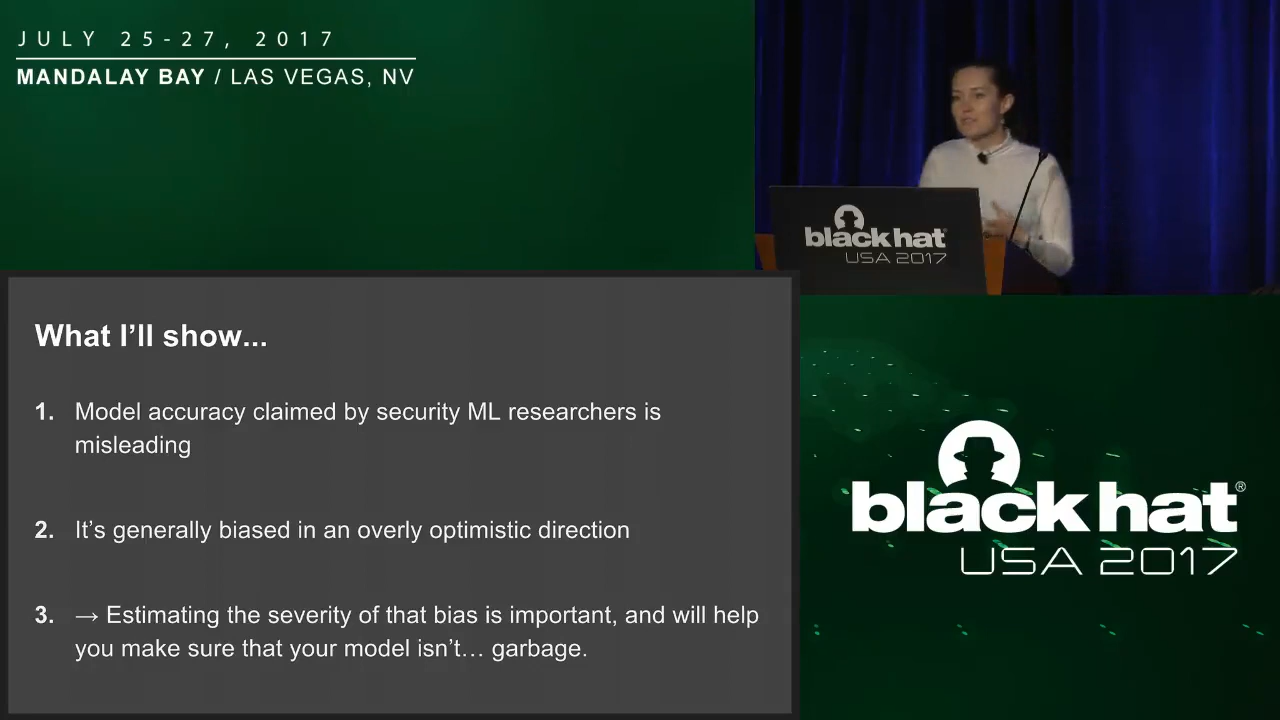 JULY 25-27, 2017
MANDALAY BAY / LAS VEGAS, NV
black hat
USA 2017
What I'll show...
1. Model accuracy claimed by security ML researchers is
misleading
2. It's generally biased in an overly optimistic direction
3. → Estimating the severity of that bias is important, and will help
you make sure that your model isn't… garbage.
black hat®
USA 2017